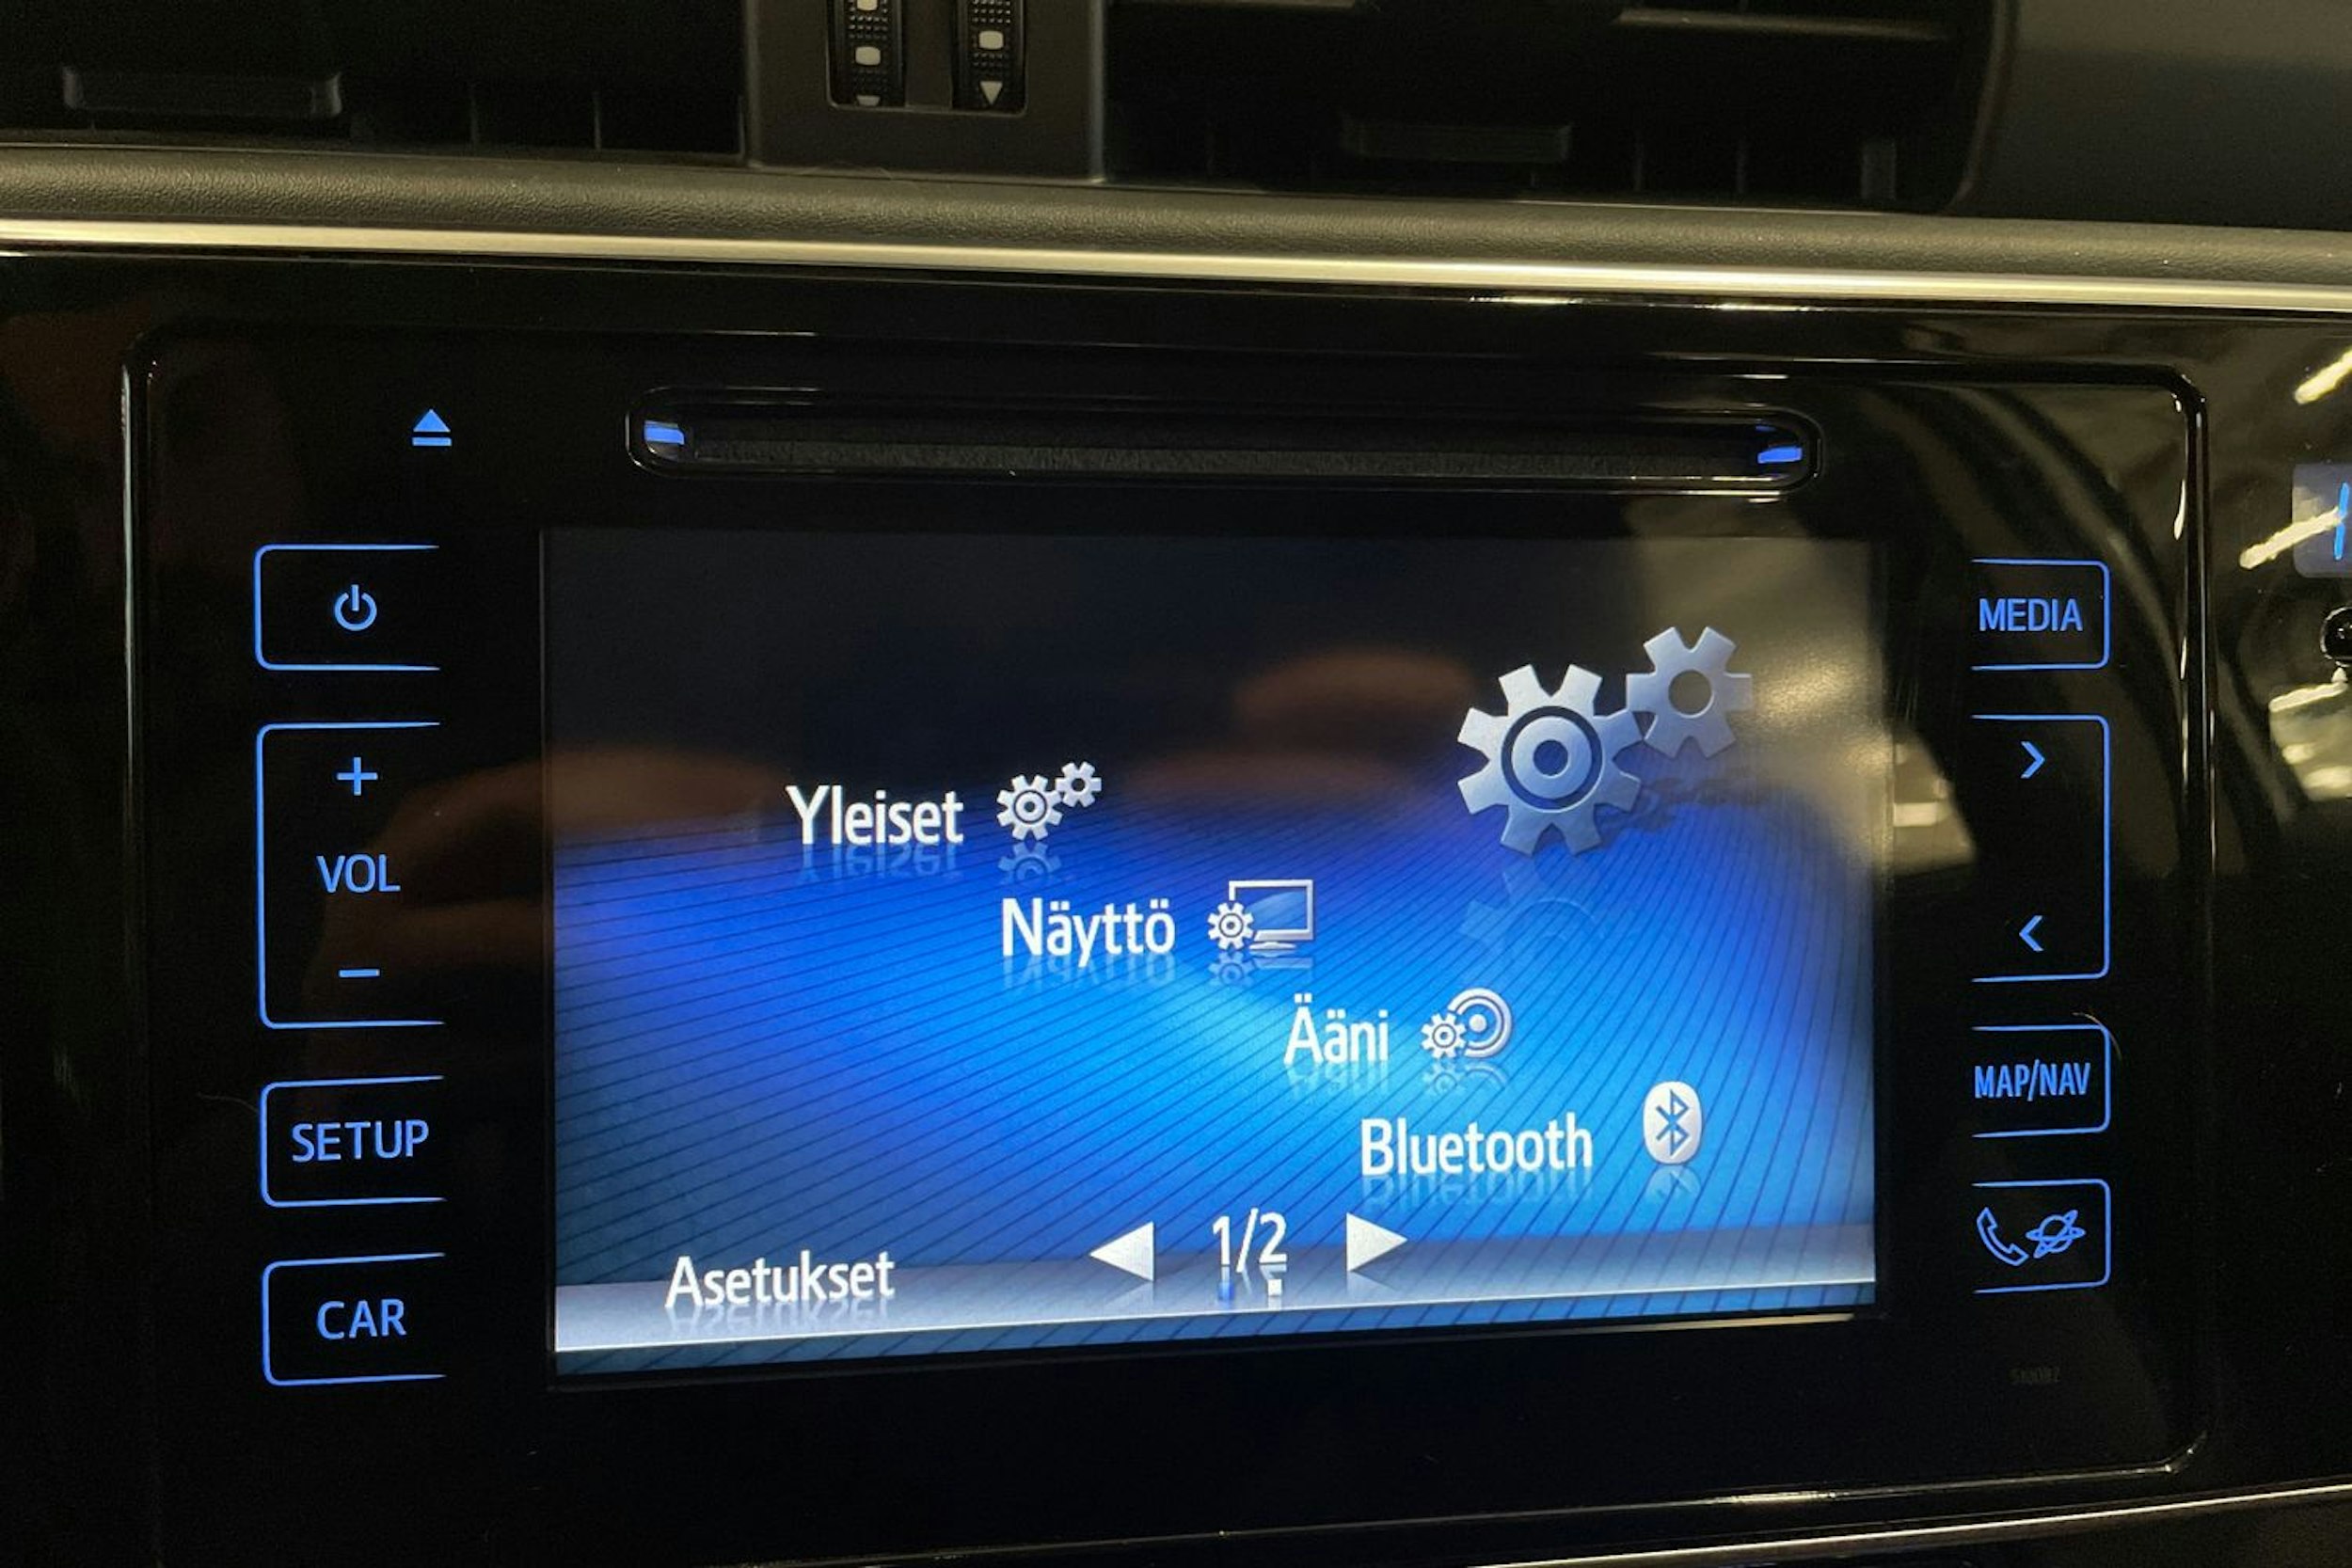 MEDIA
+
VOL
−
SETUP
CAR
Yleiset
Näyttö
Ääni
Bluetooth
Asetukset
1/2
>
<
MAP/NAV